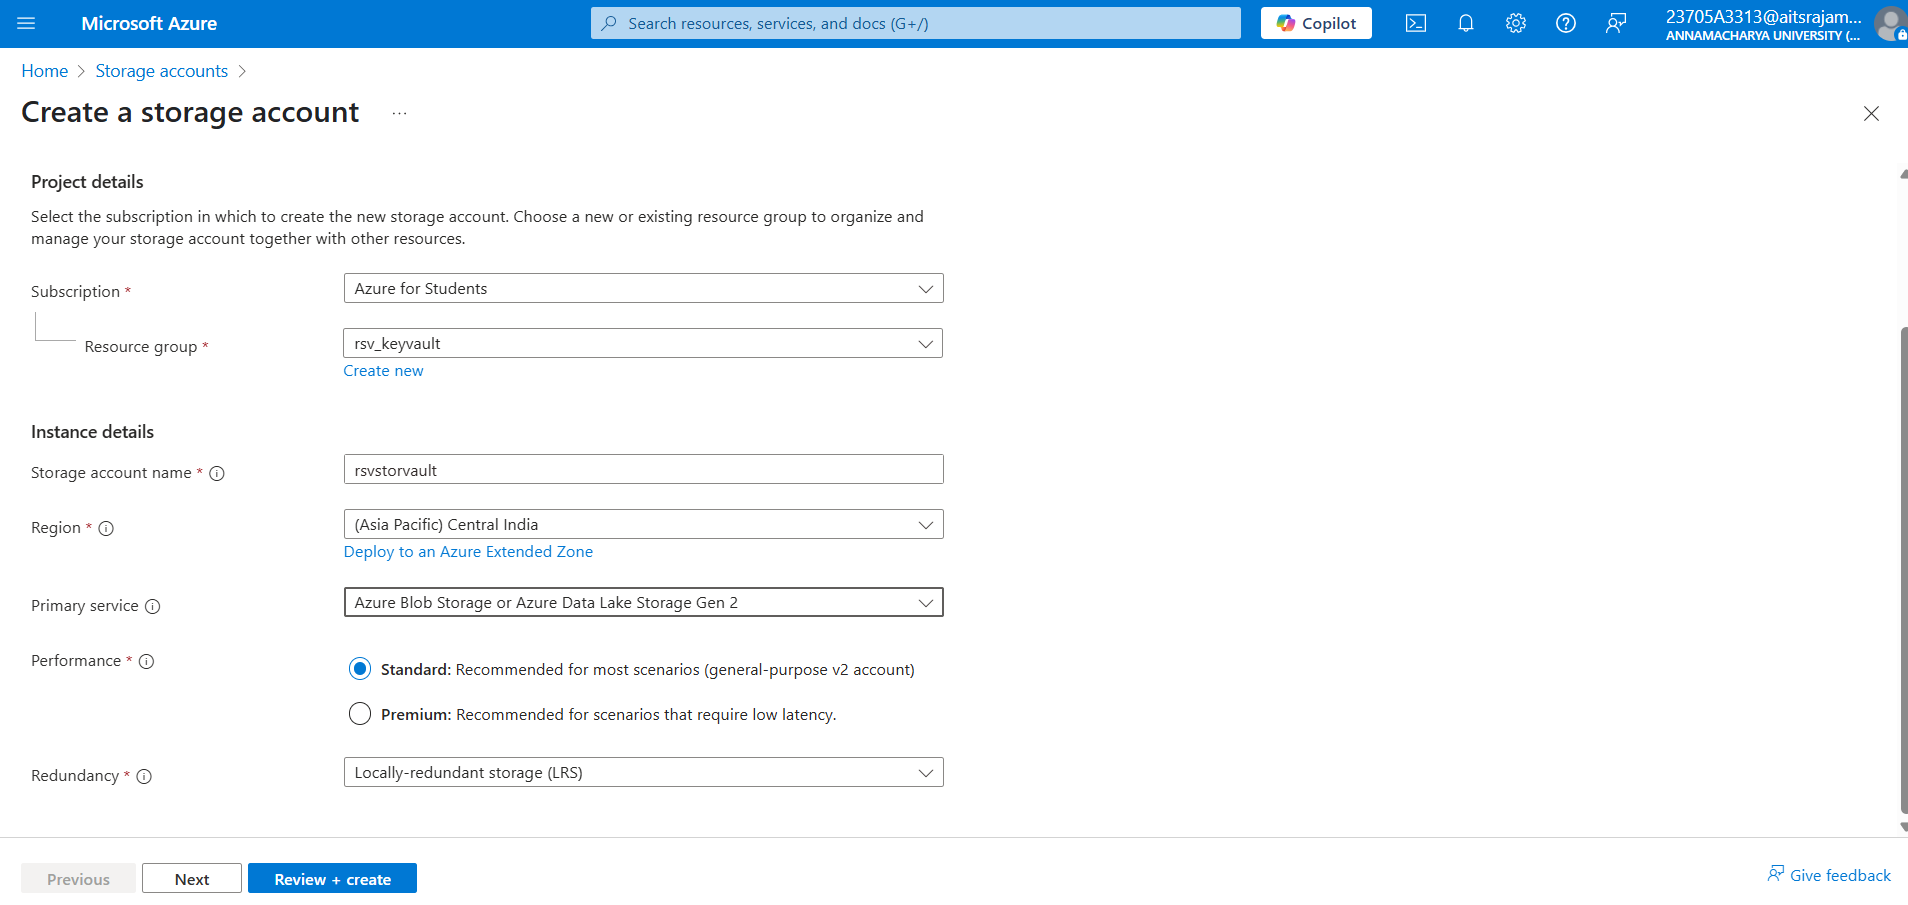 Microsoft Azure
Search resources, services, and docs (G+/)
Copilot
23705A3313@aitsrajam...
ANNAMACHARYA UNIVERSITY (...
Home > Storage accounts >
Create a storage account ...
Project details
Select the subscription in which to create the new storage account. Choose a new or existing resource group to organize and
manage your storage account together with other resources.
Subscription *
Azure for Students
Resource group *
rsv_keyvault
Create new
Instance details
Storage account name *
rsvstorvault
Region *
(Asia Pacific) Central India
Deploy to an Azure Extended Zone
Primary service
Azure Blob Storage or Azure Data Lake Storage Gen 2
Performance *
Standard: Recommended for most scenarios (general-purpose v2 account)
Premium: Recommended for scenarios that require low latency.
Redundancy *
Locally-redundant storage (LRS)
Previous
Next
Review + create
Give feedback